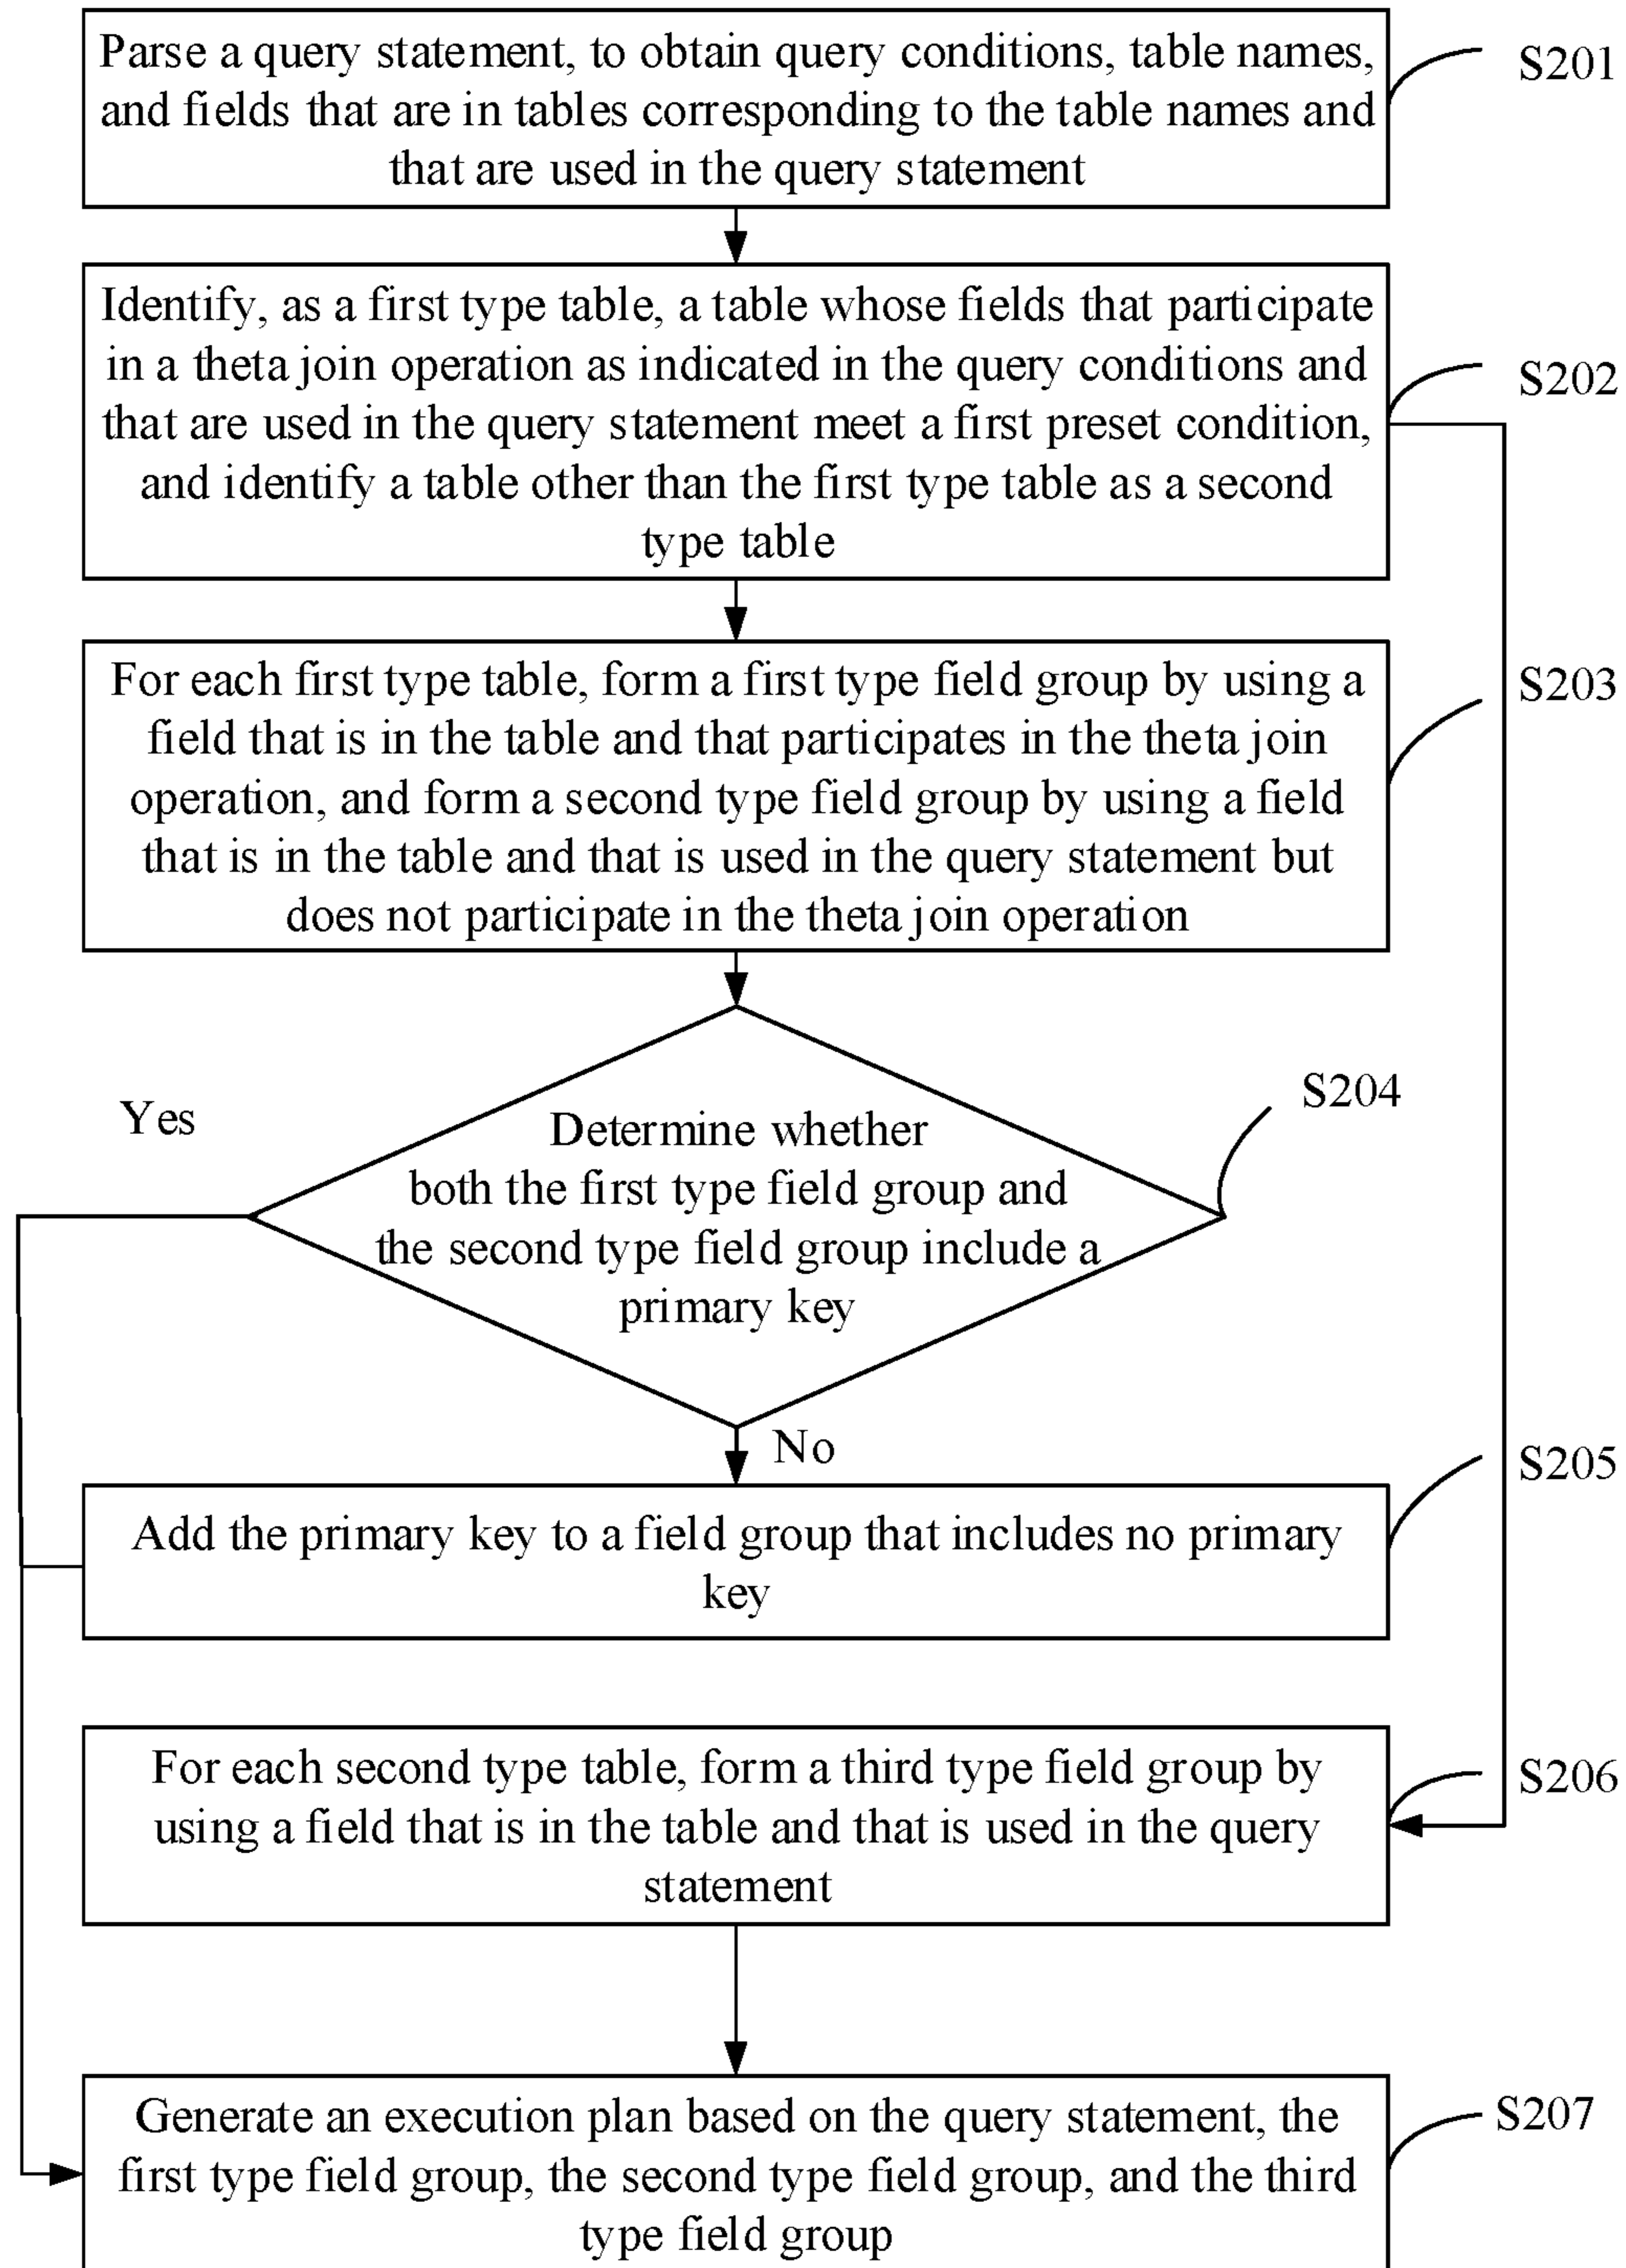 Parse a query statement, to obtain query conditions, table names,
and fields that are in tables corresponding to the table names and
that are used in the query statement
S201
Identify, as a first type table, a table whose fields that participate
in a theta join operation as indicated in the query conditions and
that are used in the query statement meet a first preset condition,
and identify a table other than the first type table as a second
type table
S202
For each first type table, form a first type field group by using a
field that is in the table and that participates in the theta join
operation, and form a second type field group by using a field
that is in the table and that is used in the query statement but
does not participate in the theta join operation
S203
Yes
Determine whether
both the first type field group and
the second type field group include a
primary key
S204
No
Add the primary key to a field group that includes no primary
key
S205
For each second type table, form a third type field group by
using a field that is in the table and that is used in the query
statement
S206
Generate an execution plan based on the query statement, the
first type field group, the second type field group, and the third
type field group
S207